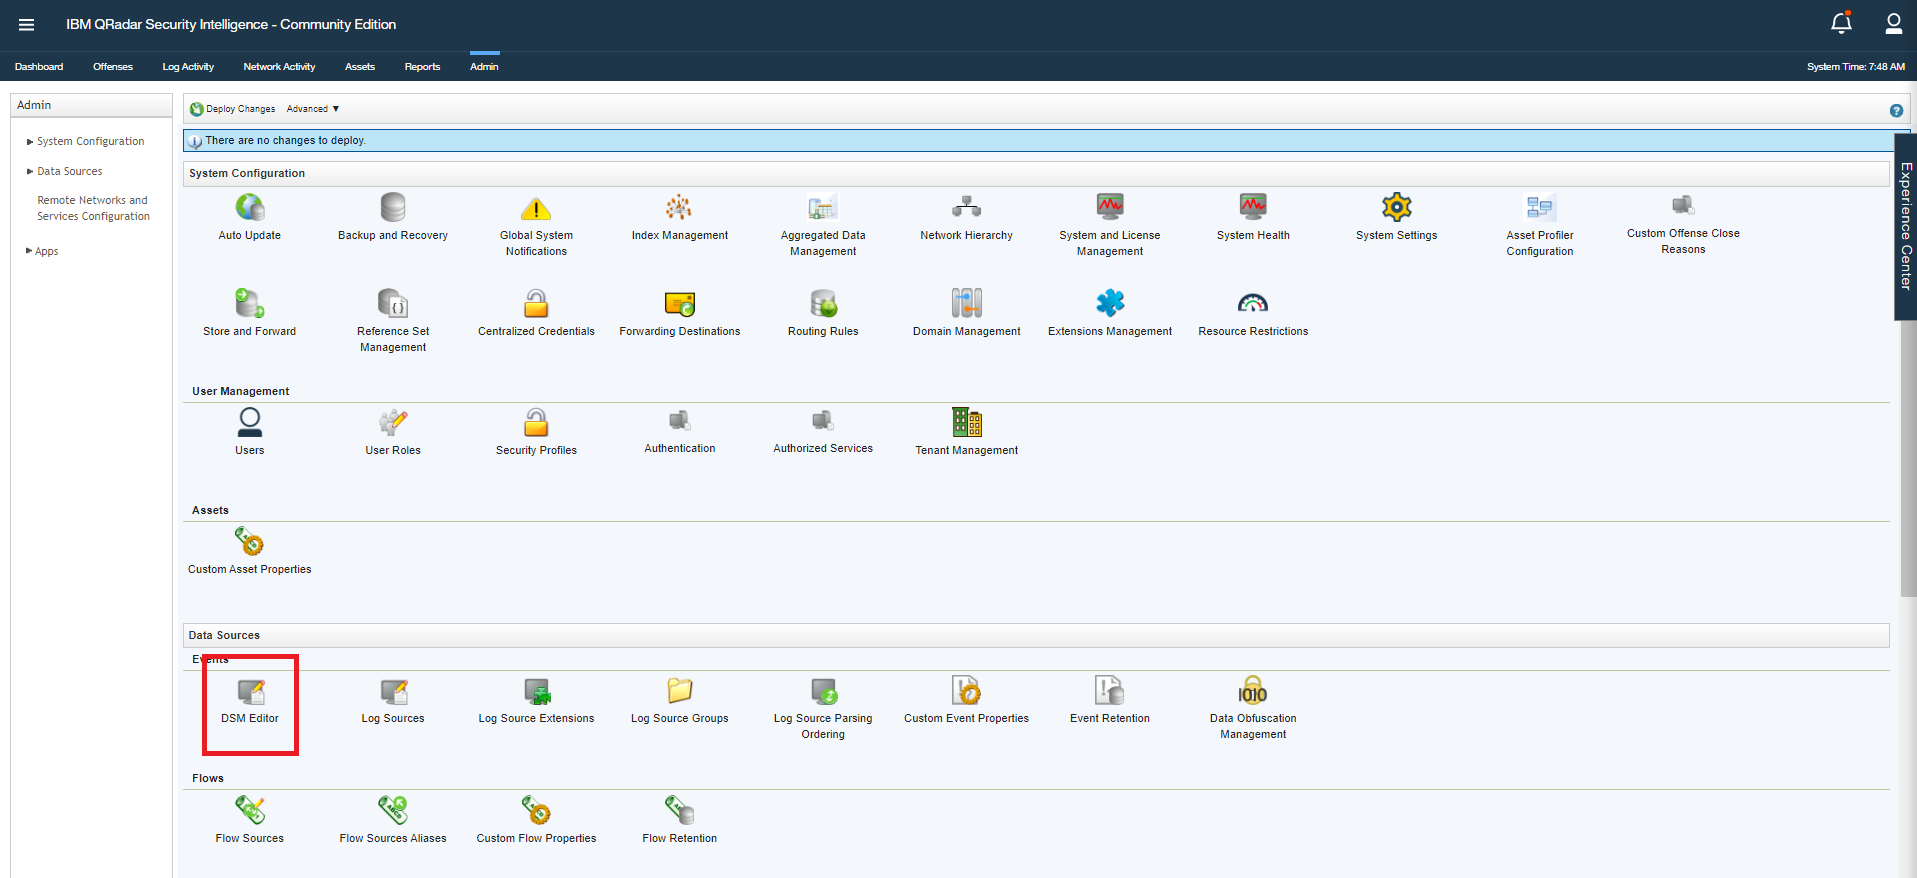 IBM QRadar Security Intelligence - Community Edition
Dashboard Offenses Log Activity Network Activity Assets Reports Admin System Time: 7:48 AM
Admin
System Configuration
Data Sources
Remote Networks and
Services Configuration
Apps
Deploy Changes Advanced ▼
?
There are no changes to deploy.
Experience Center
System Configuration
Auto Update
Backup and Recovery
Global System
Notifications
Index Management
Aggregated Data
Management
Network Hierarchy
System and License
Management
System Health
System Settings
Asset Profiler
Configuration
Custom Offense Close
Reasons
Store and Forward
Reference Set
Management
Centralized Credentials
Forwarding Destinations
Routing Rules
Domain Management
Extensions Management
Resource Restrictions
User Management
Users
User Roles
Security Profiles
Authentication
Authorized Services
Tenant Management
Assets
Custom Asset Properties
Data Sources
Events
DSM Editor
Log Sources
Log Source Extensions
Log Source Groups
Log Source Parsing
Ordering
Custom Event Properties
Event Retention
1010
Data Obfuscation
Management
Flows
Flow Sources
Flow Sources Aliases
Custom Flow Properties
Flow Retention